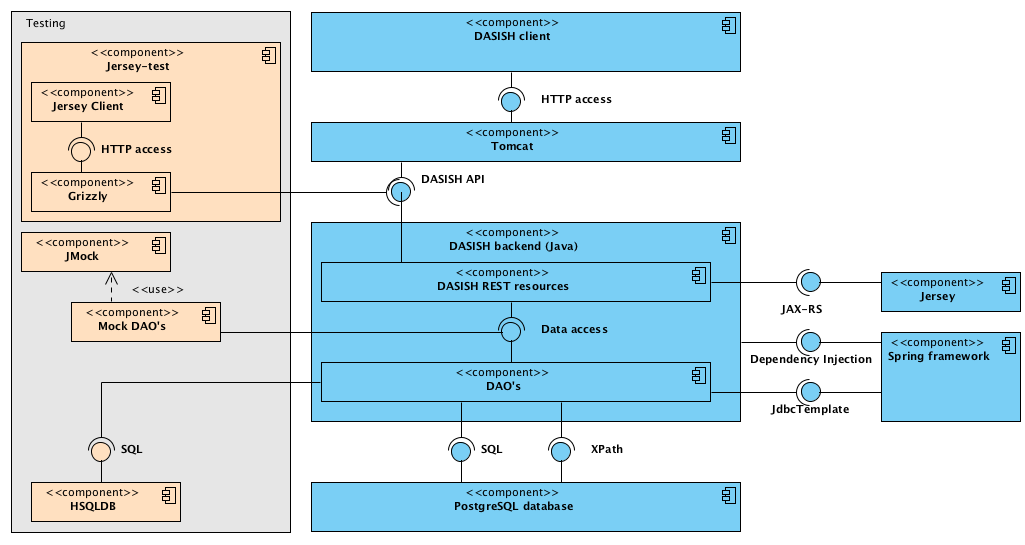 Testing
<<component>>
Jersey-test
<<component>>
Jersey Client
HTTP access
<<component>>
Grizzly
<<component>>
JMock
<<use>>
<<component>>
Mock DAO's
SQL
<<component>>
HSQLDB
<<component>>
DASISH client
HTTP access
<<component>>
Tomcat
DASISH API
<<component>>
DASISH backend (Java)
<<component>>
DASISH REST resources
Data access
<<component>>
DAO's
SQL
XPath
<<component>>
PostgreSQL database
JAX-RS
<<component>>
Jersey
Dependency Injection
<<component>>
Spring framework
JdbcTemplate